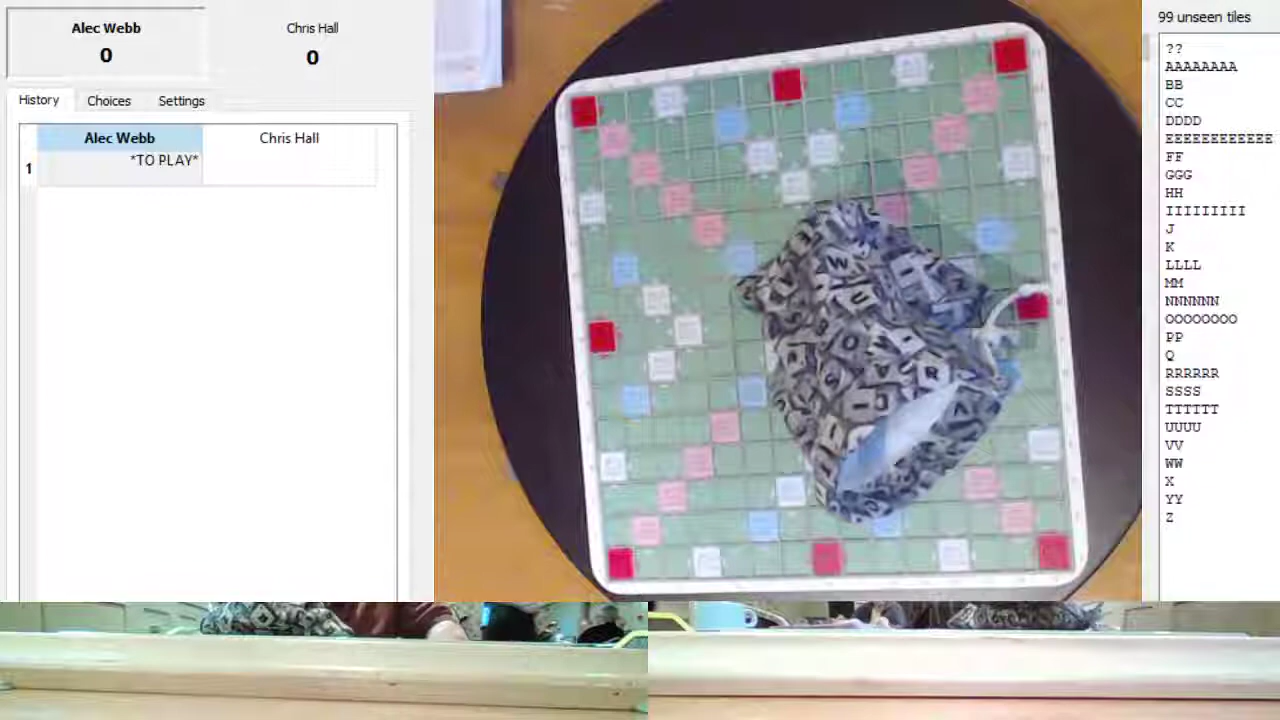 Alec Webb
0
Chris Hall
0
99 unseen tiles
History
Choices
Settings
Alec Webb
Chris Hall
1
*TO PLAY*
??
AAAAAAAA
BB
CC
DDDD
EEEEEEEEEEEE
FF
GGG
HH
IIIIIIIII
J
K
LLLL
MM
NNNNNN
OOOOOOOO
PP
Q
RRRRRR
SSSS
TTTTTT
UUUU
VV
WW
X
YY
Z